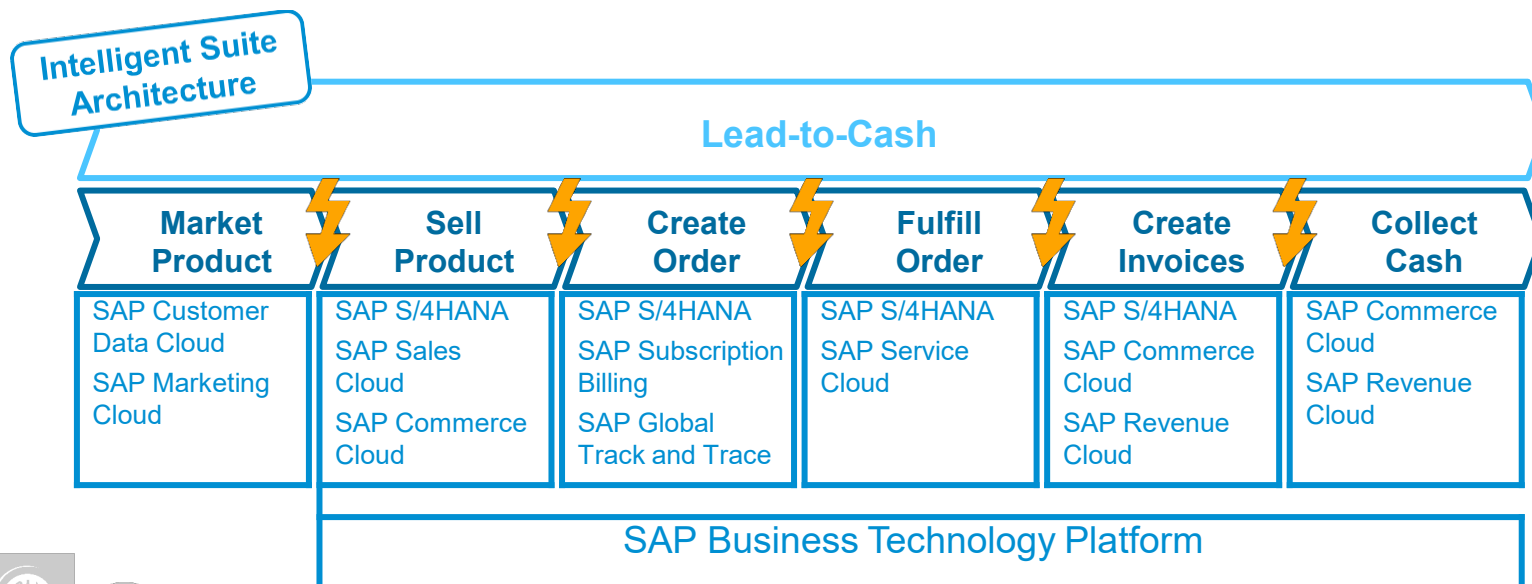 Intelligent Suite
Architecture
Lead-to-Cash
Market
Product
Sell
Product
Create
Order
Fulfill
Order
Create
Invoices
Collect
Cash
SAP Customer
Data Cloud
SAP Marketing
Cloud
SAP S/4HANA
SAP Sales
Cloud
SAP Commerce
Cloud
SAP S/4HANA
SAP Subscription
Billing
SAP Global
Track and Trace
SAP S/4HANA
SAP Service
Cloud
SAP S/4HANA
SAP Commerce
Cloud
SAP Revenue
Cloud
SAP Commerce
Cloud
SAP Revenue
Cloud
SAP Business Technology Platform